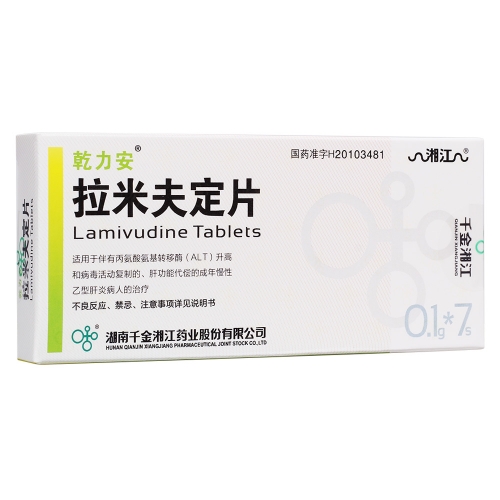 乾力安®
国药准字H20103481
湘江®
拉米夫定片
Lamivudine Tablets
适用于伴有丙氨酸氨基转移酶（ALT）升高
和病毒活动复制的、肝功能代偿的成年慢性
乙型肝炎病人的治疗
不良反应、禁忌、注意事项详见说明书
湖南千金湘江药业股份有限公司
HUNAN QIANJIN XIANGJIANG PHARMACEUTICAL JOINT STOCK CO.,LTD
千金湘江
QIANJIN XIANGJIANG
0.1g*7s
拉米夫定片
Lamivudine Tablets